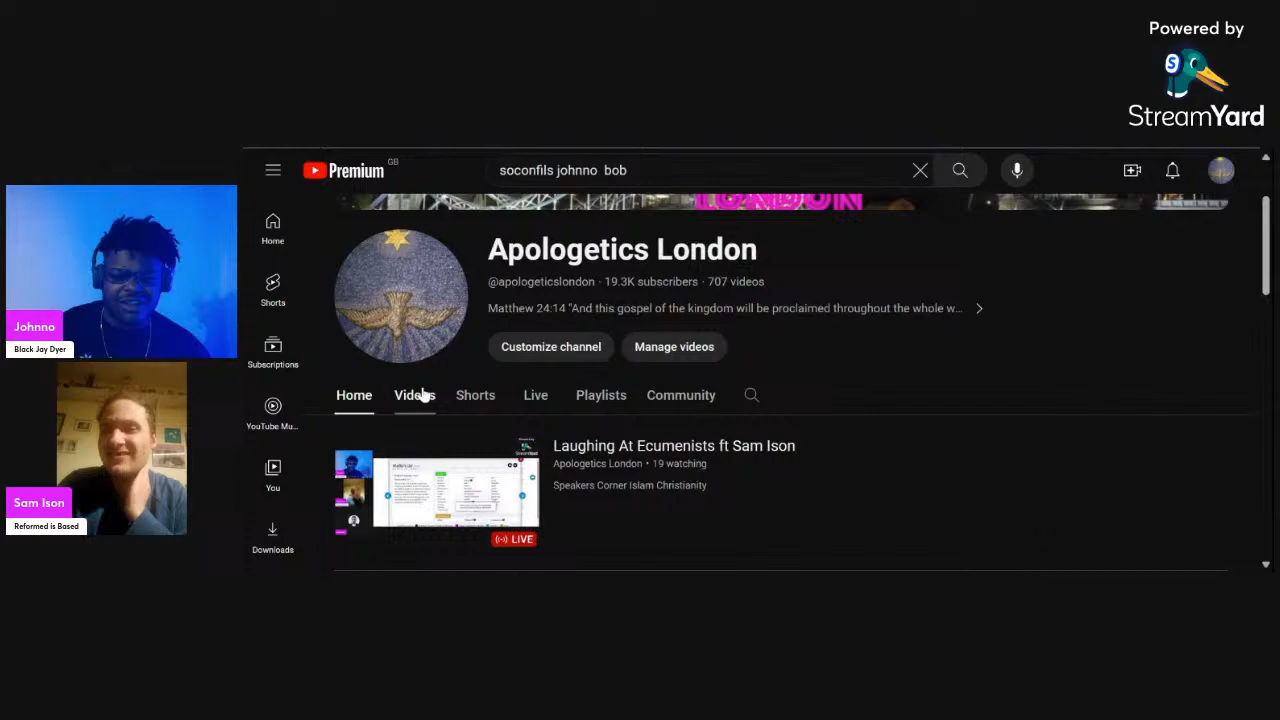 Powered by
S
StreamYard
Premium
GB
soconfils johnno bob
LONDON
Johnno
Black Jay Dyer
Sam Ison
Reformed is Based
Home
Shorts
Subscriptions
YouTube Mu...
You
Downloads
Apologetics London
@apologeticslondon · 19.3K subscribers · 707 videos
Matthew 24:14 “And this gospel of the kingdom will be proclaimed throughout the whole w...
Customize channel
Manage videos
Home
Videos
Shorts
Live
Playlists
Community
Laughing At Ecumenists ft Sam Ison
Apologetics London • 19 watching
Speakers Corner Islam Christianity
LIVE